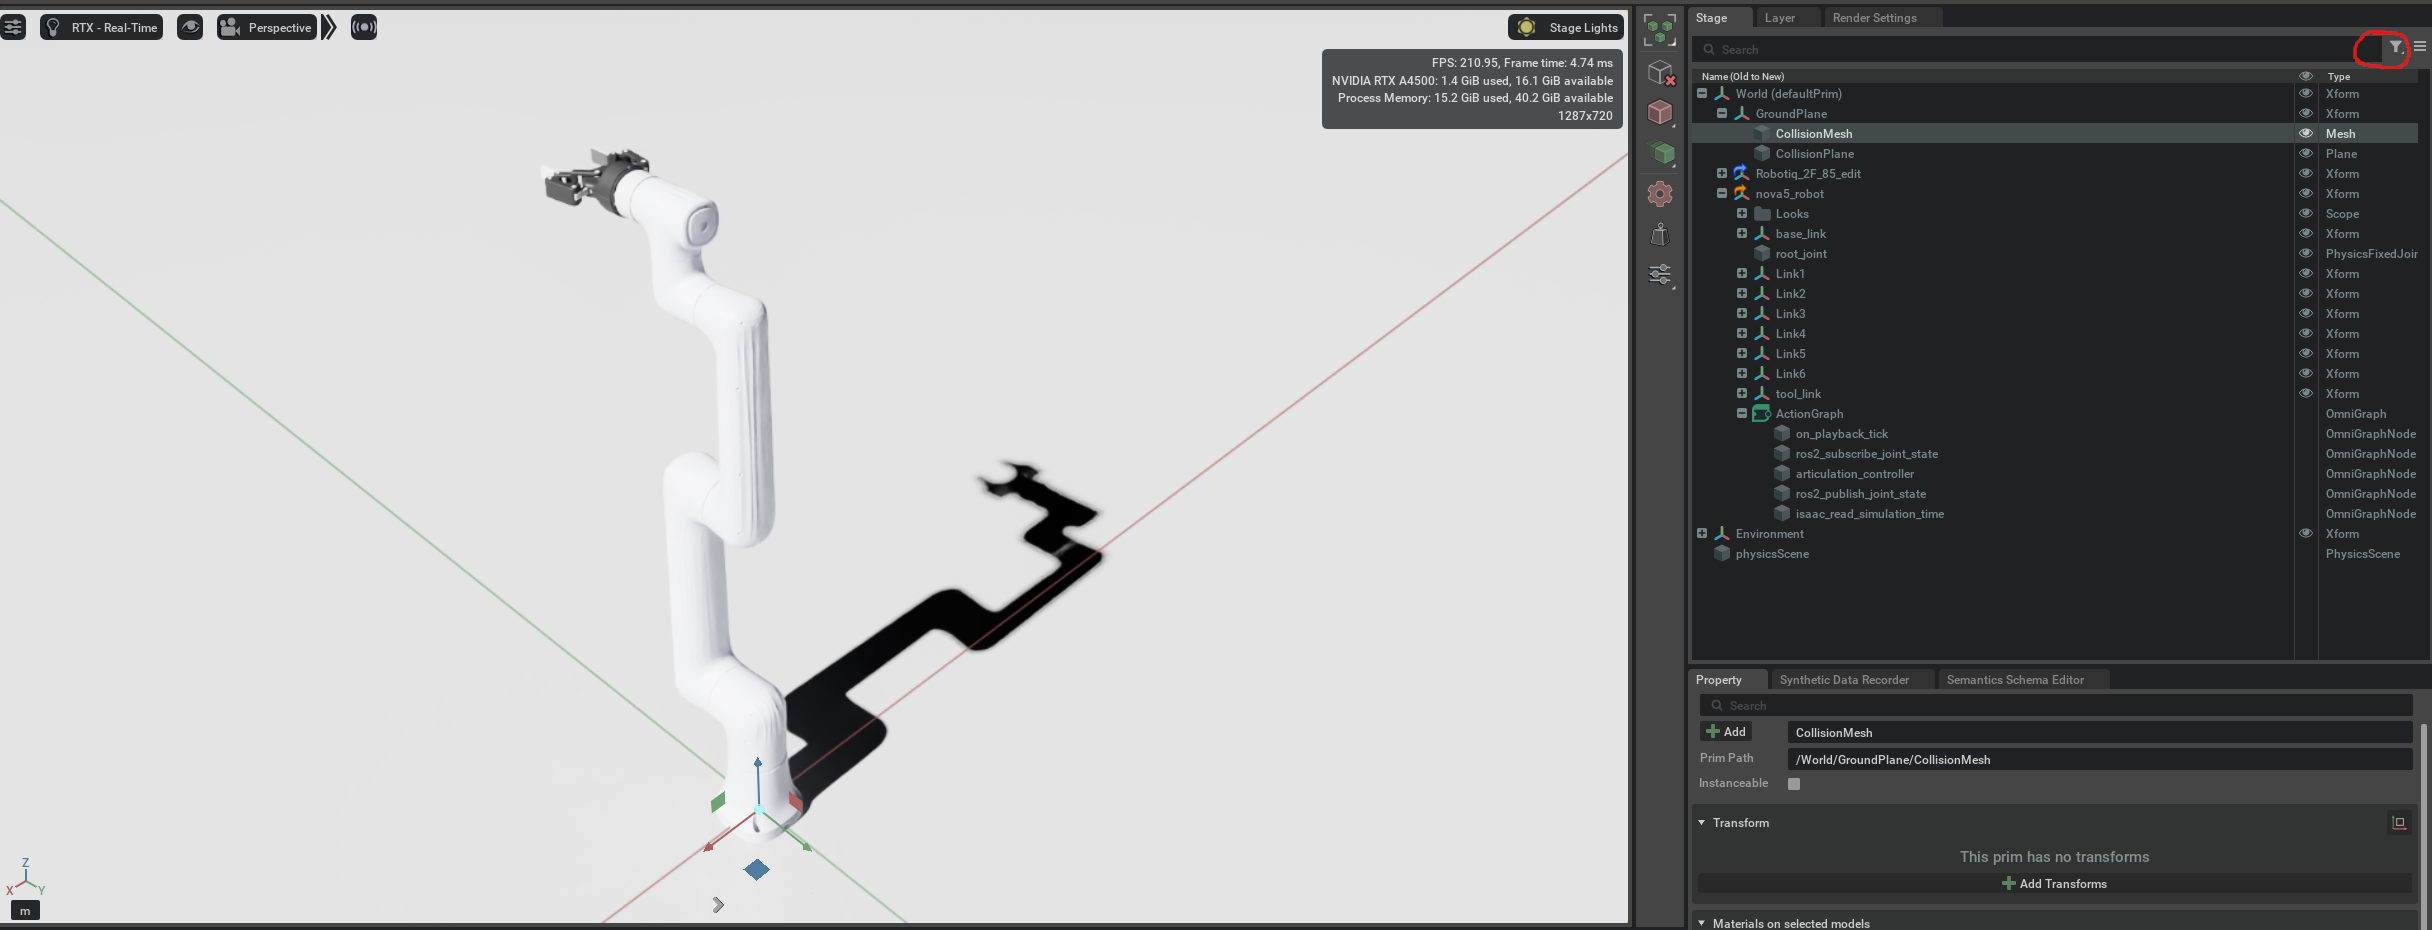 RTX - Real-Time
Perspective
Stage Lights
FPS: 210.95, Frame time: 4.74 ms
NVIDIA RTX A4500: 1.4 GiB used, 16.1 GiB available
Process Memory: 15.2 GiB used, 40.2 GiB available
1287x720
Z
X
Y
m
Stage
Layer
Render Settings
Search
Name (Old to New)
Type
World (defaultPrim)
Xform
GroundPlane
Xform
CollisionMesh
Mesh
CollisionPlane
Plane
Robotiq_2F_85_edit
Xform
nova5_robot
Xform
Looks
Scope
base_link
Xform
root_joint
PhysicsFixedJoir
Link1
Xform
Link2
Xform
Link3
Xform
Link4
Xform
Link5
Xform
Link6
Xform
tool_link
Xform
ActionGraph
OmniGraph
on_playback_tick
OmniGraphNode
ros2_subscribe_joint_state
OmniGraphNode
articulation_controller
OmniGraphNode
ros2_publish_joint_state
OmniGraphNode
isaac_read_simulation_time
OmniGraphNode
Environment
Xform
physicsScene
PhysicsScene
Property
Synthetic Data Recorder
Semantics Schema Editor
Search
Add
CollisionMesh
Prim Path
/World/GroundPlane/CollisionMesh
Instanceable
Transform
This prim has no transforms
Add Transforms
Materials on selected models